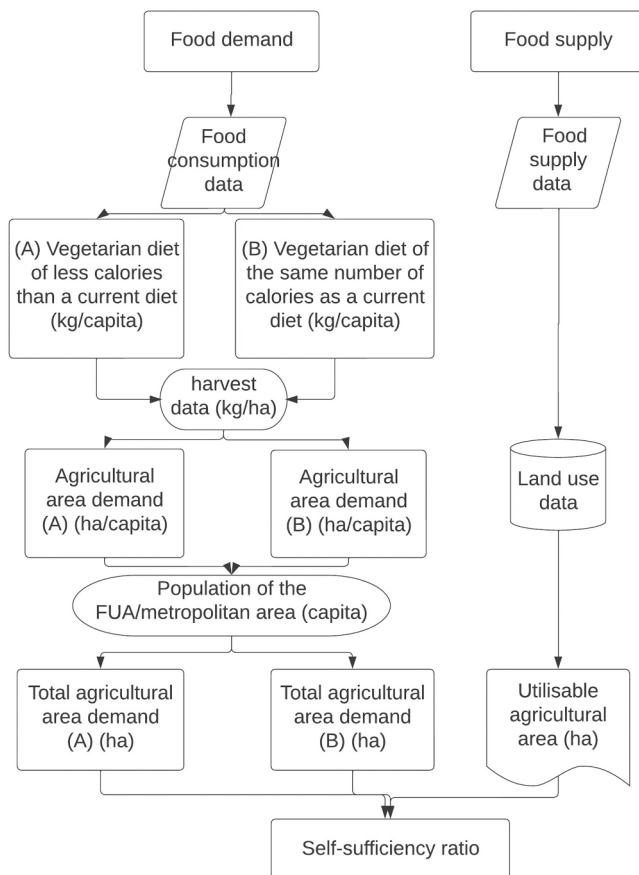 Food demand
Food supply
Food
consumption
data
Food
supply
data
(A) Vegetarian diet
of less calories
than a current diet
(kg/capita)
(B) Vegetarian diet of
the same number of
calories as a current
diet (kg/capita)
harvest
data (kg/ha)
Agricultural
area demand
(A) (ha/capita)
Agricultural
area demand
(B) (ha/capita)
Land use
data
Population of the
FUA/metropolitan area (capita)
Total agricultural
area demand
(A) (ha)
Total agricultural
area demand
(B) (ha)
Utilisable
agricultural
area (ha)
Self-sufficiency ratio